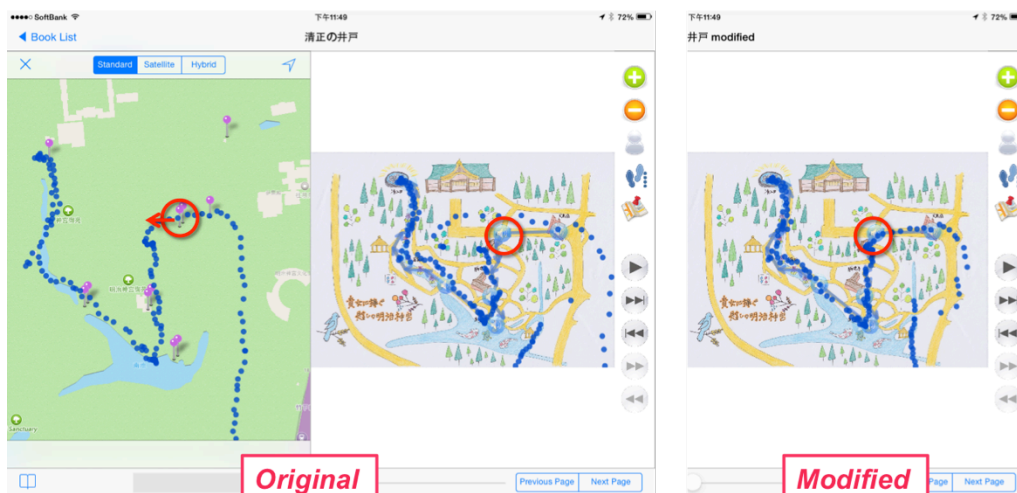 SoftBank
下午11:49
72%
Book List
清正の井戸
Standard
Satellite
Hybrid
Sanctuary
Original
Previous Page
Next Page
下午11:49
72%
井戸 modified
Modified
Page
Next Page